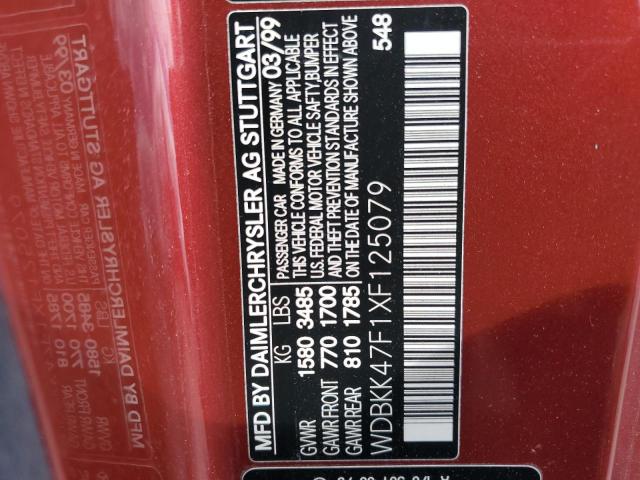 MFD BY DAIMLERCHRYSLER AG STUTTGART
KG LBS PASSENGER CAR MADE IN GERMANY 03/99
GVWR 1580 3485 THIS VEHICLE CONFORMS TO ALL APPLICABLE
U.S. FEDERAL MOTOR VEHICLE SAFTY,BUMPER
GAWR FRONT 770 1700 AND THEFT PREVENTION STANDARDS IN EFFECT
GAWR REAR 810 1785 ON THE DATE OF MANUFACTURE SHOWN ABOVE
548
WDBKK47F1XF125079